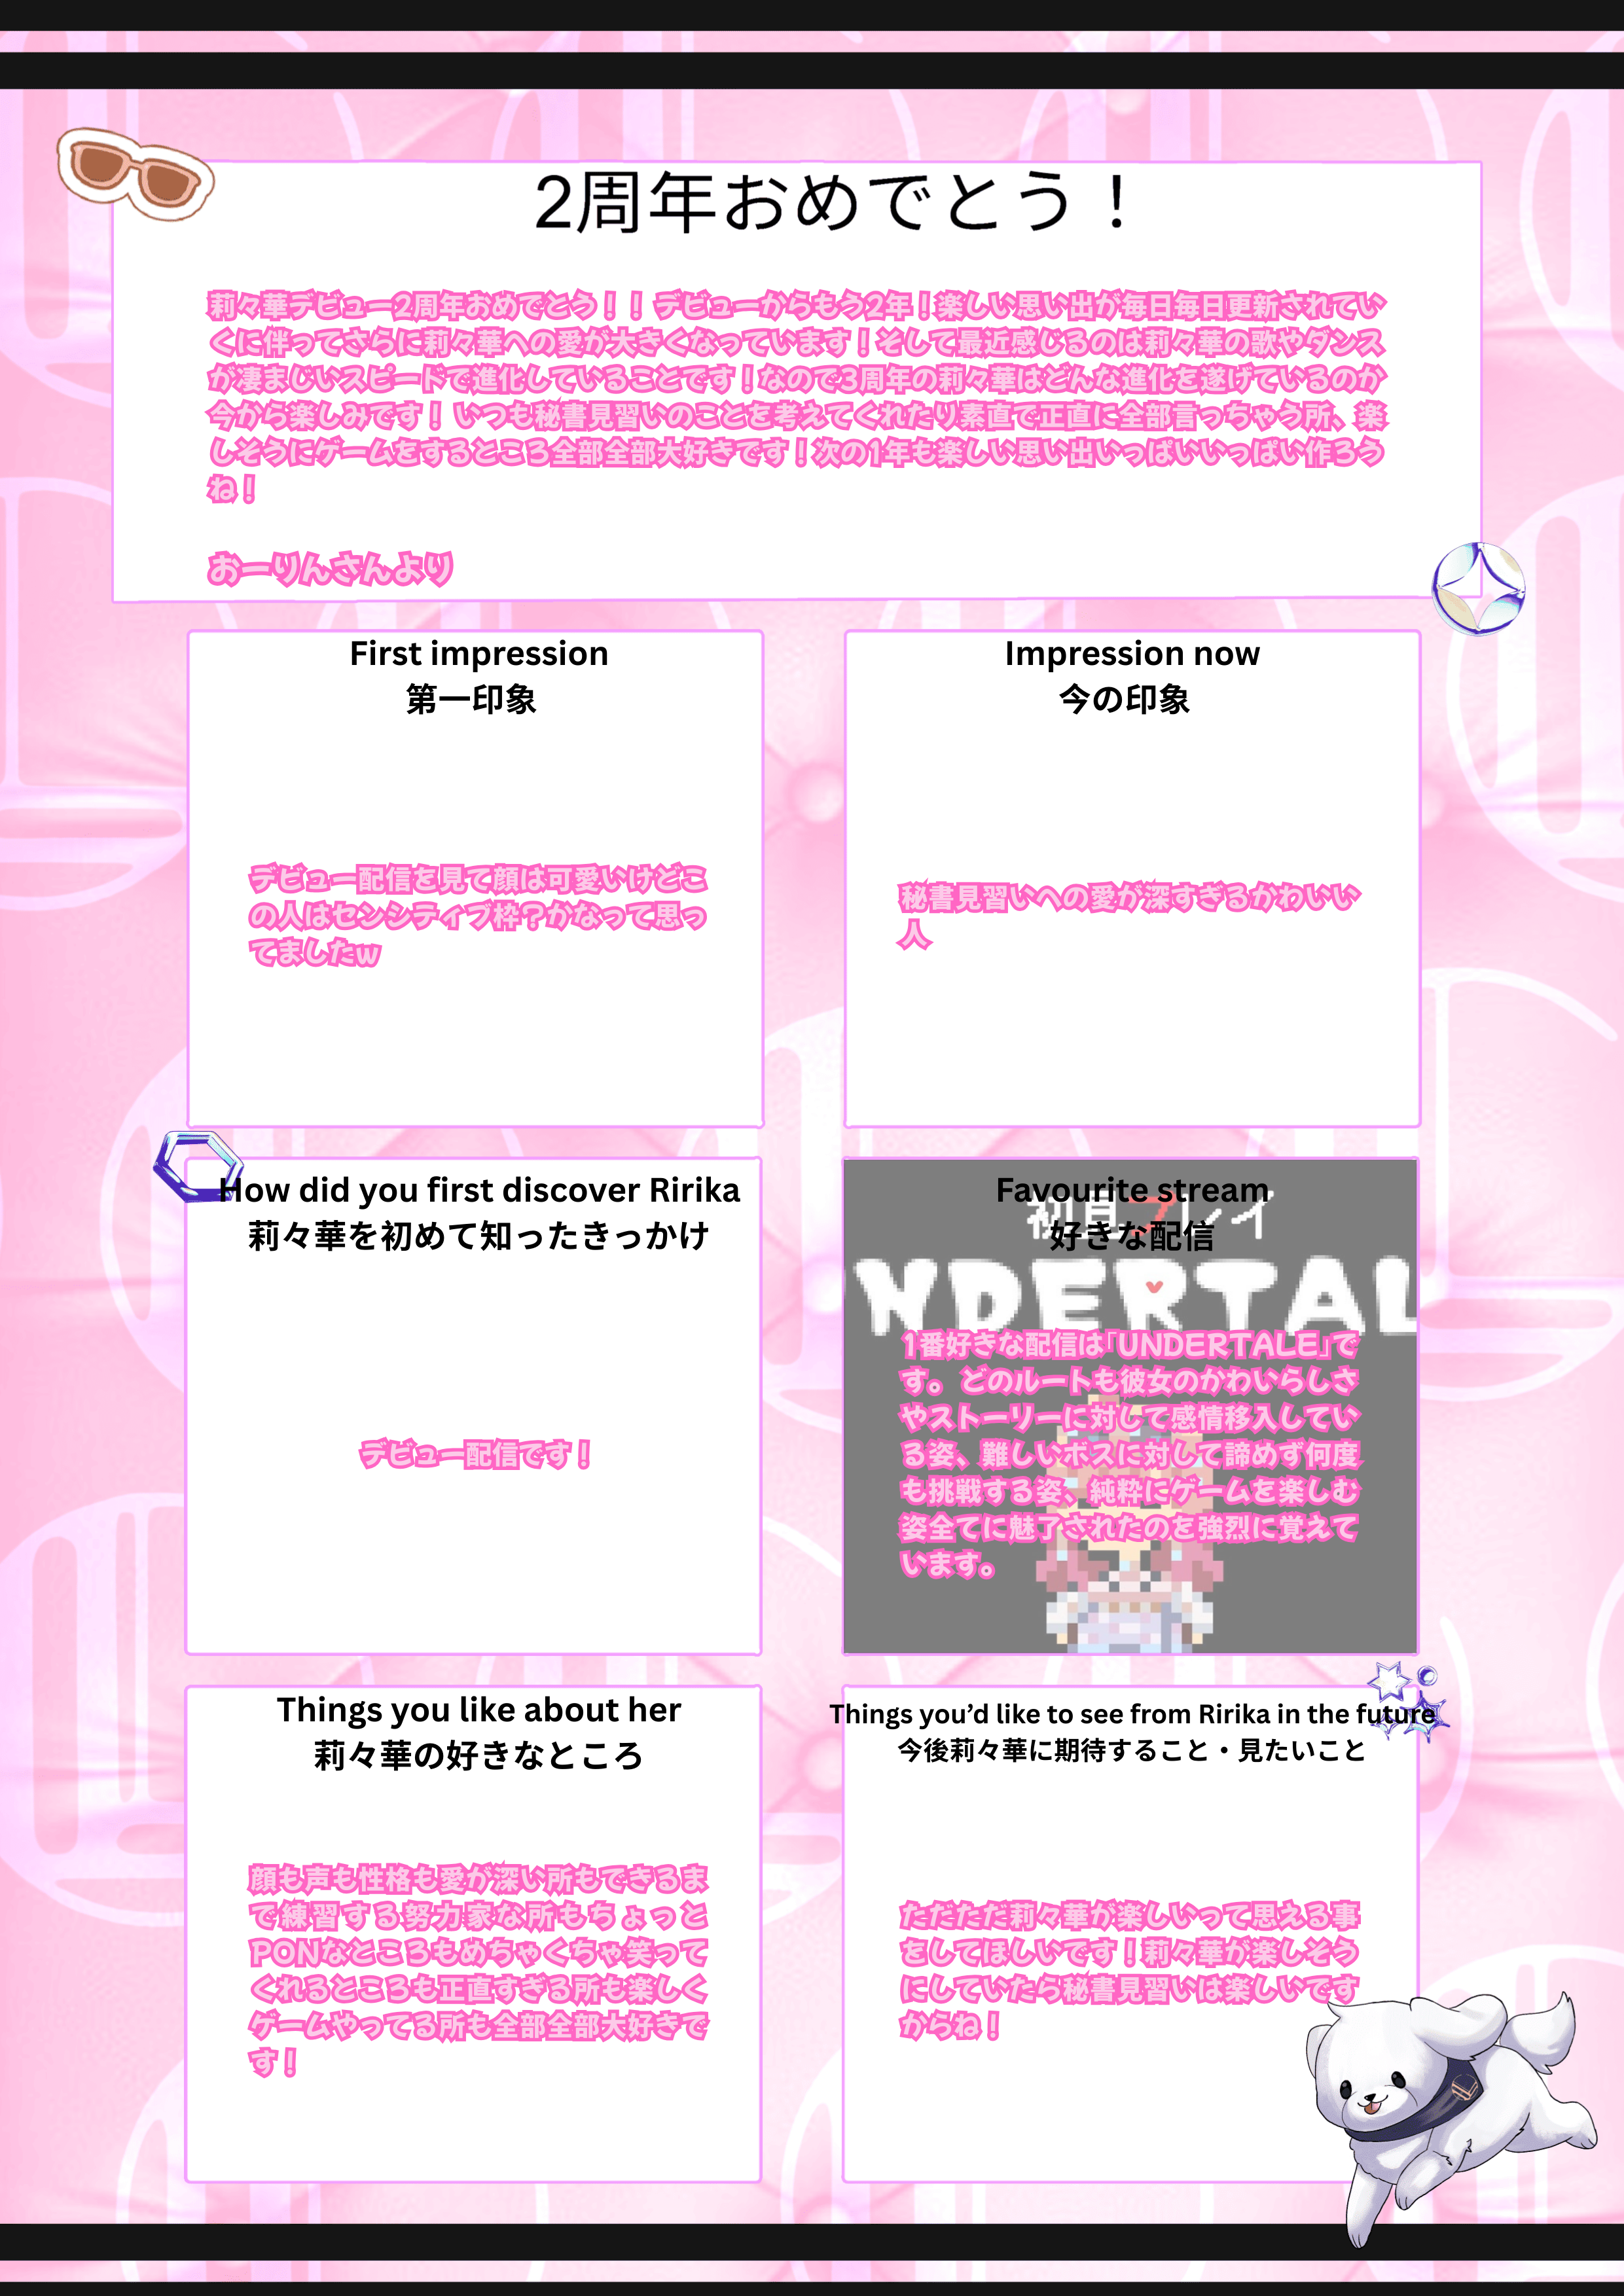 2周年おめでとう！
莉々華デビュー2周年おめでとう！！ デビューからもう2年！楽しい思い出が毎日毎日更新されてい
くに伴ってさらに莉々華への愛が大きくなっています！そして最近感じるのは莉々華の歌やダンス
が凄まじいスピードで進化していることです！なので3周年の莉々華はどんな進化を遂げているのか
今から楽しみです！ いつも秘書見習いのことを考えてくれたり素直で正直に全部言っちゃう所、楽
しそうにゲームをするところ全部全部大好きです！次の1年も楽しい思い出いっぱいいっぱい作ろう
ね！
おーりんさんより
First impression
第一印象
デビュー配信を見て顔は可愛いけどこ
の人はセンシティブ枠？かなって思っ
てましたw
Impression now
今の印象
秘書見習いへの愛が深すぎるかわいい
人
How did you first discover Ririka
莉々華を初めて知ったきっかけ
デビュー配信です！
Favourite stream
好きな配信
初見プレイ
UNDERTAL
1番好きな配信は「UNDERTALE」で
す。 どのルートも彼女のかわいらしさ
やストーリーに対して感情移入してい
る姿、難しいボスに対して諦めず何度
も挑戦する姿、純粋にゲームを楽しむ
姿全てに魅了されたのを強烈に覚えて
います。
Things you like about her
莉々華の好きなところ
顔も声も性格も愛が深い所もできるま
で練習する努力家な所もちょっと
PONなところもめちゃくちゃ笑って
くれるところも正直すぎる所も楽しく
ゲームやってる所も全部全部大好きで
す！
Things you’d like to see from Ririka in the future
今後莉々華に期待すること・見たいこと
ただただ莉々華が楽しいって思える事
をしてほしいです！莉々華が楽しそう
にしていたら秘書見習いは楽しいです
からね！